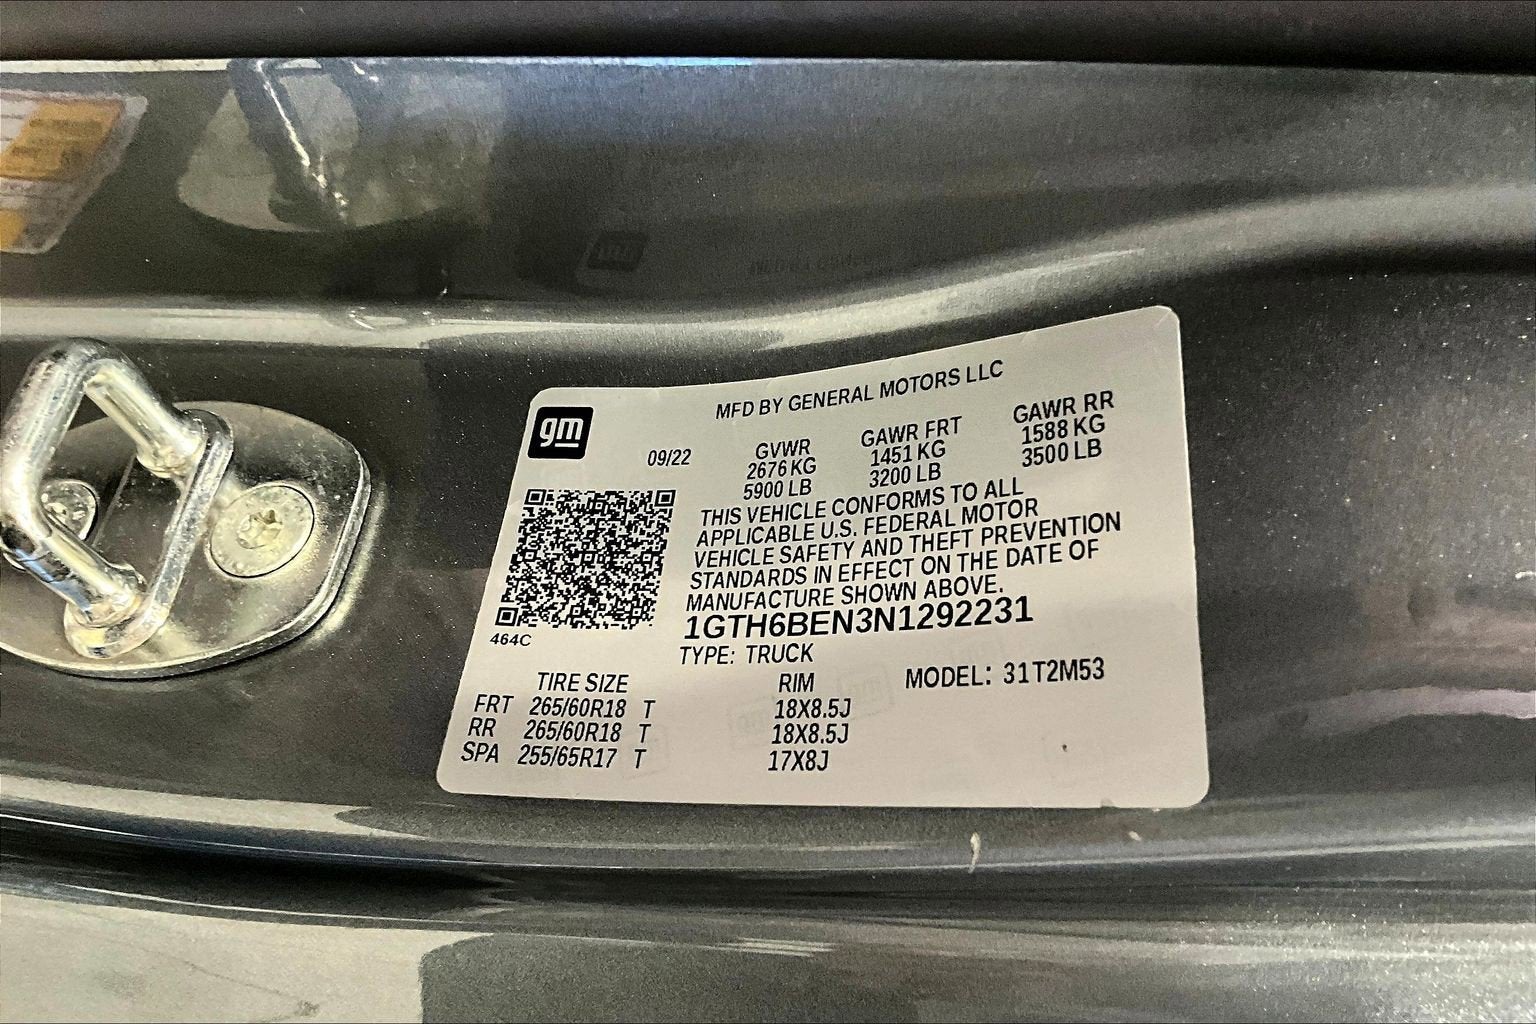 gm
MFD BY GENERAL MOTORS LLC
09/22
GVWR GAWR FRT GAWR RR
2676 KG 1451 KG 1588 KG
5900 LB 3200 LB 3500 LB
THIS VEHICLE CONFORMS TO ALL
APPLICABLE U.S. FEDERAL MOTOR
VEHICLE SAFETY AND THEFT PREVENTION
STANDARDS IN EFFECT ON THE DATE OF
MANUFACTURE SHOWN ABOVE.
1GTH6BEN3N1292231
464C
TYPE: TRUCK
MODEL: 31T2M53
TIRE SIZE RIM
FRT 265/60R18 T 18X8.5J
RR 265/60R18 T 18X8.5J
SPA 255/65R17 T 17X8J